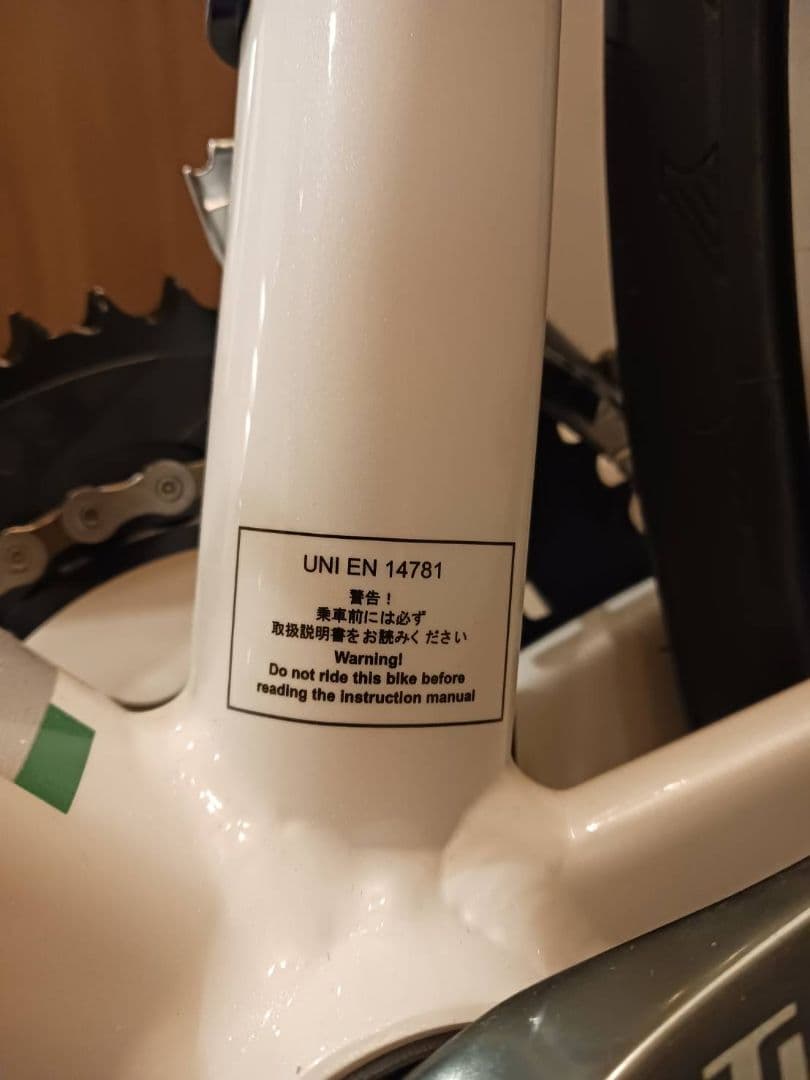 UNI EN 14781
警告！
乗車前には必ず
取扱説明書をお読みください
Warning!
Do not ride this bike before
reading the instruction manual